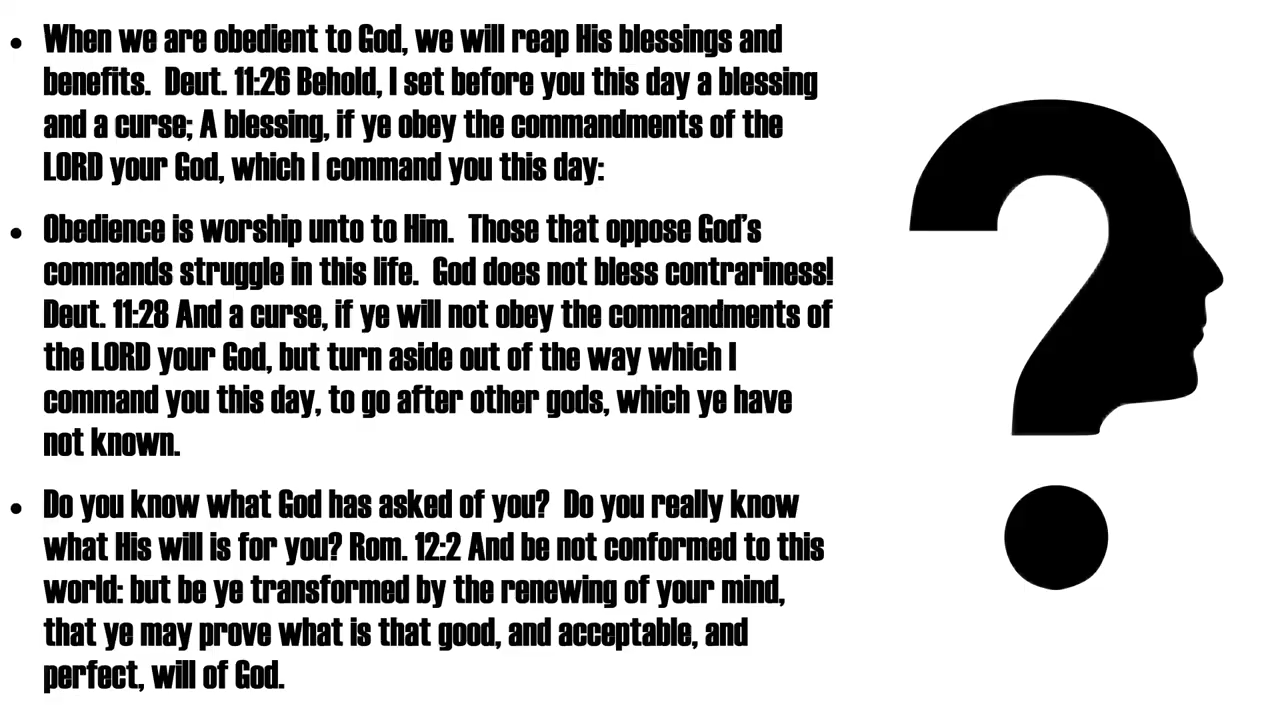 • When we are obedient to God, we will reap His blessings and
benefits.  Deut. 11:26 Behold, I set before you this day a blessing
and a curse; A blessing, if ye obey the commandments of the
LORD your God, which I command you this day:
• Obedience is worship unto to Him.  Those that oppose God's
commands struggle in this life.  God does not bless contrariness!
Deut. 11:28 And a curse, if ye will not obey the commandments of
the LORD your God, but turn aside out of the way which I
command you this day, to go after other gods, which ye have
not known.
• Do you know what God has asked of you?  Do you really know
what His will is for you? Rom. 12:2 And be not conformed to this
world: but be ye transformed by the renewing of your mind,
that ye may prove what is that good, and acceptable, and
perfect, will of God.